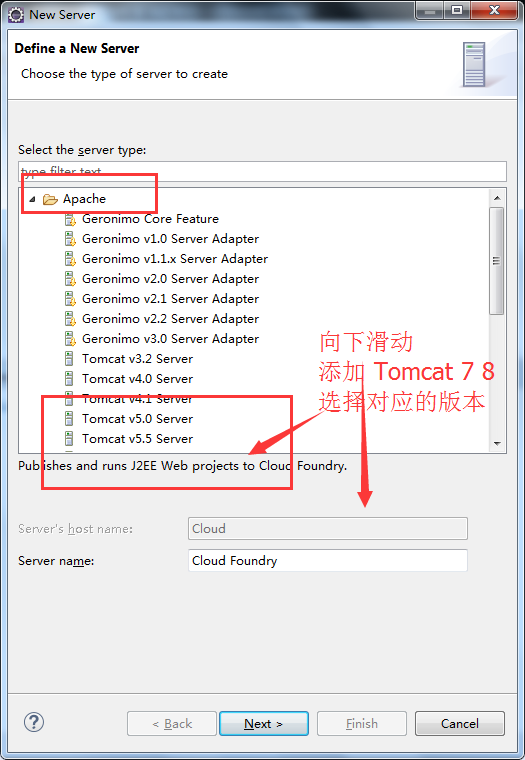 New Server
Define a New Server
Choose the type of server to create
Select the server type:
type filter text
Apache
Geronimo Core Feature
Geronimo v1.0 Server Adapter
Geronimo v1.1.x Server Adapter
Geronimo v2.0 Server Adapter
Geronimo v2.1 Server Adapter
Geronimo v2.2 Server Adapter
Geronimo v3.0 Server Adapter
Tomcat v3.2 Server
Tomcat v4.0 Server
Tomcat v4.1 Server
Tomcat v5.0 Server
Tomcat v5.5 Server
向下滑动
添加 Tomcat 7 8
选择对应的版本
Publishes and runs J2EE Web projects to Cloud Foundry.
Server's host name: Cloud
Server name: Cloud Foundry
? < Back Next > Finish Cancel